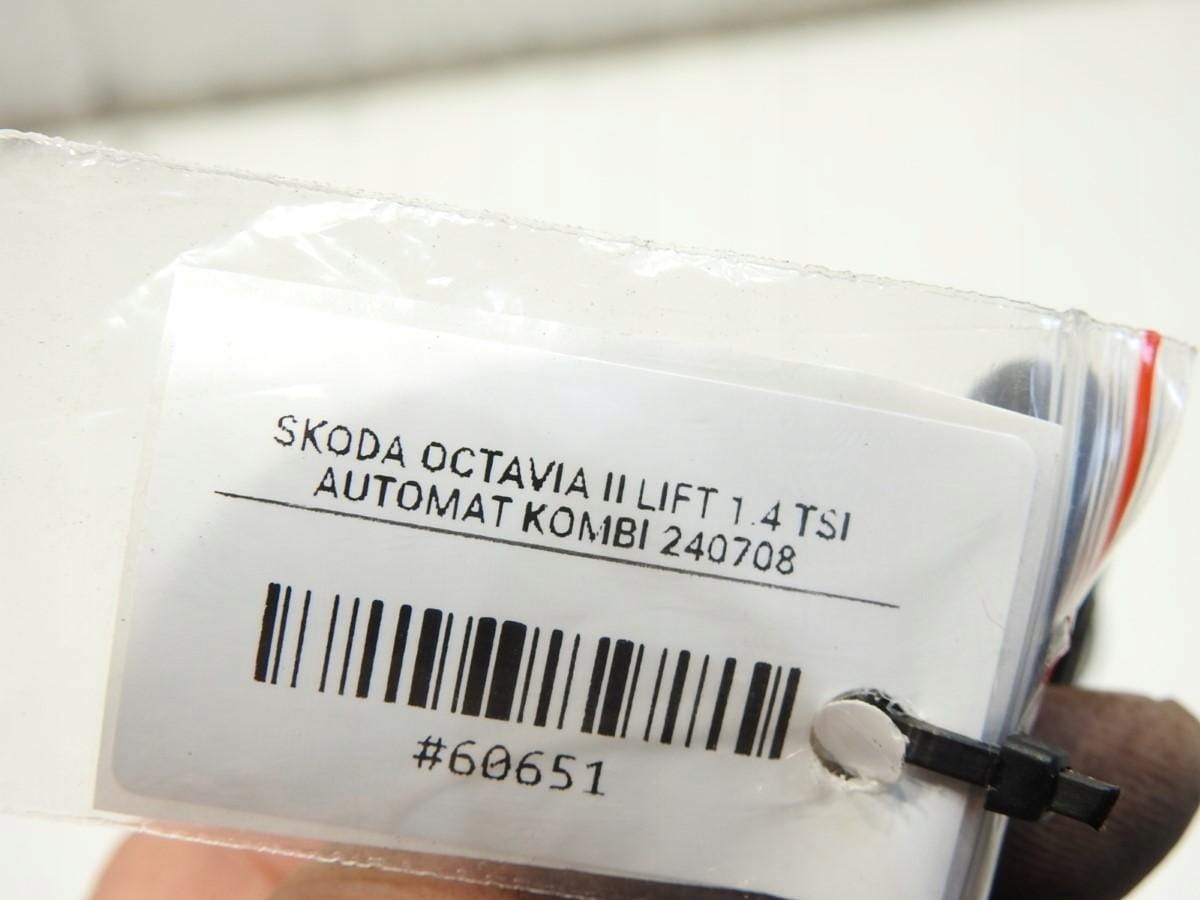 SKODA OCTAVIA II LIFT 1.4 TSI
AUTOMAT KOMBI 240708
#60651